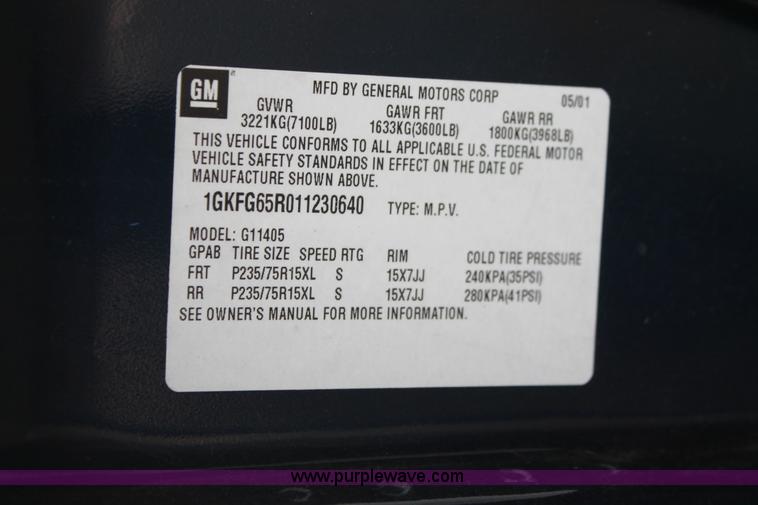 GM
MFD BY GENERAL MOTORS CORP 05/01
GVWR GAWR FRT GAWR RR
3221KG(7100LB) 1633KG(3600LB) 1800KG(3968LB)
THIS VEHICLE CONFORMS TO ALL APPLICABLE U.S. FEDERAL MOTOR
VEHICLE SAFETY STANDARDS IN EFFECT ON THE DATE OF
MANUFACTURE SHOWN ABOVE.
1GKFG65R011230640 TYPE: M.P.V.
MODEL: G11405
GPAB TIRE SIZE SPEED RTG RIM COLD TIRE PRESSURE
FRT P235/75R15XL S 15X7JJ 240KPA(35PSI)
RR P235/75R15XL S 15X7JJ 280KPA(41PSI)
SEE OWNER'S MANUAL FOR MORE INFORMATION.
www.purplewave.com